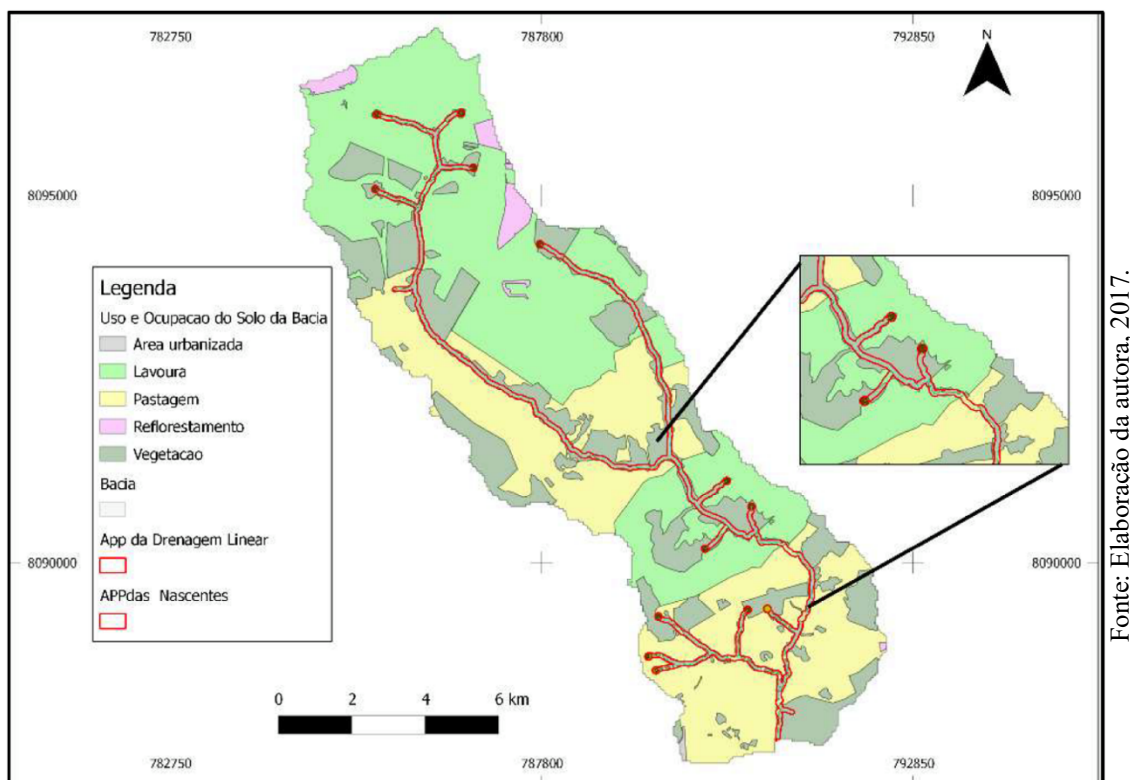 782750 787800 792850
N
8095000 8095000
Legenda
Uso e Ocupacao do Solo da Bacia
Area urbanizada
Lavoura
Pastagem
Reflorestamento
Vegetacao
Bacia
App da Drenagem Linear
APPdas Nascentes
8090000 8090000
0 2 4 6 km
782750 787800 792850
Fonte: Elaboração da autora, 2017.